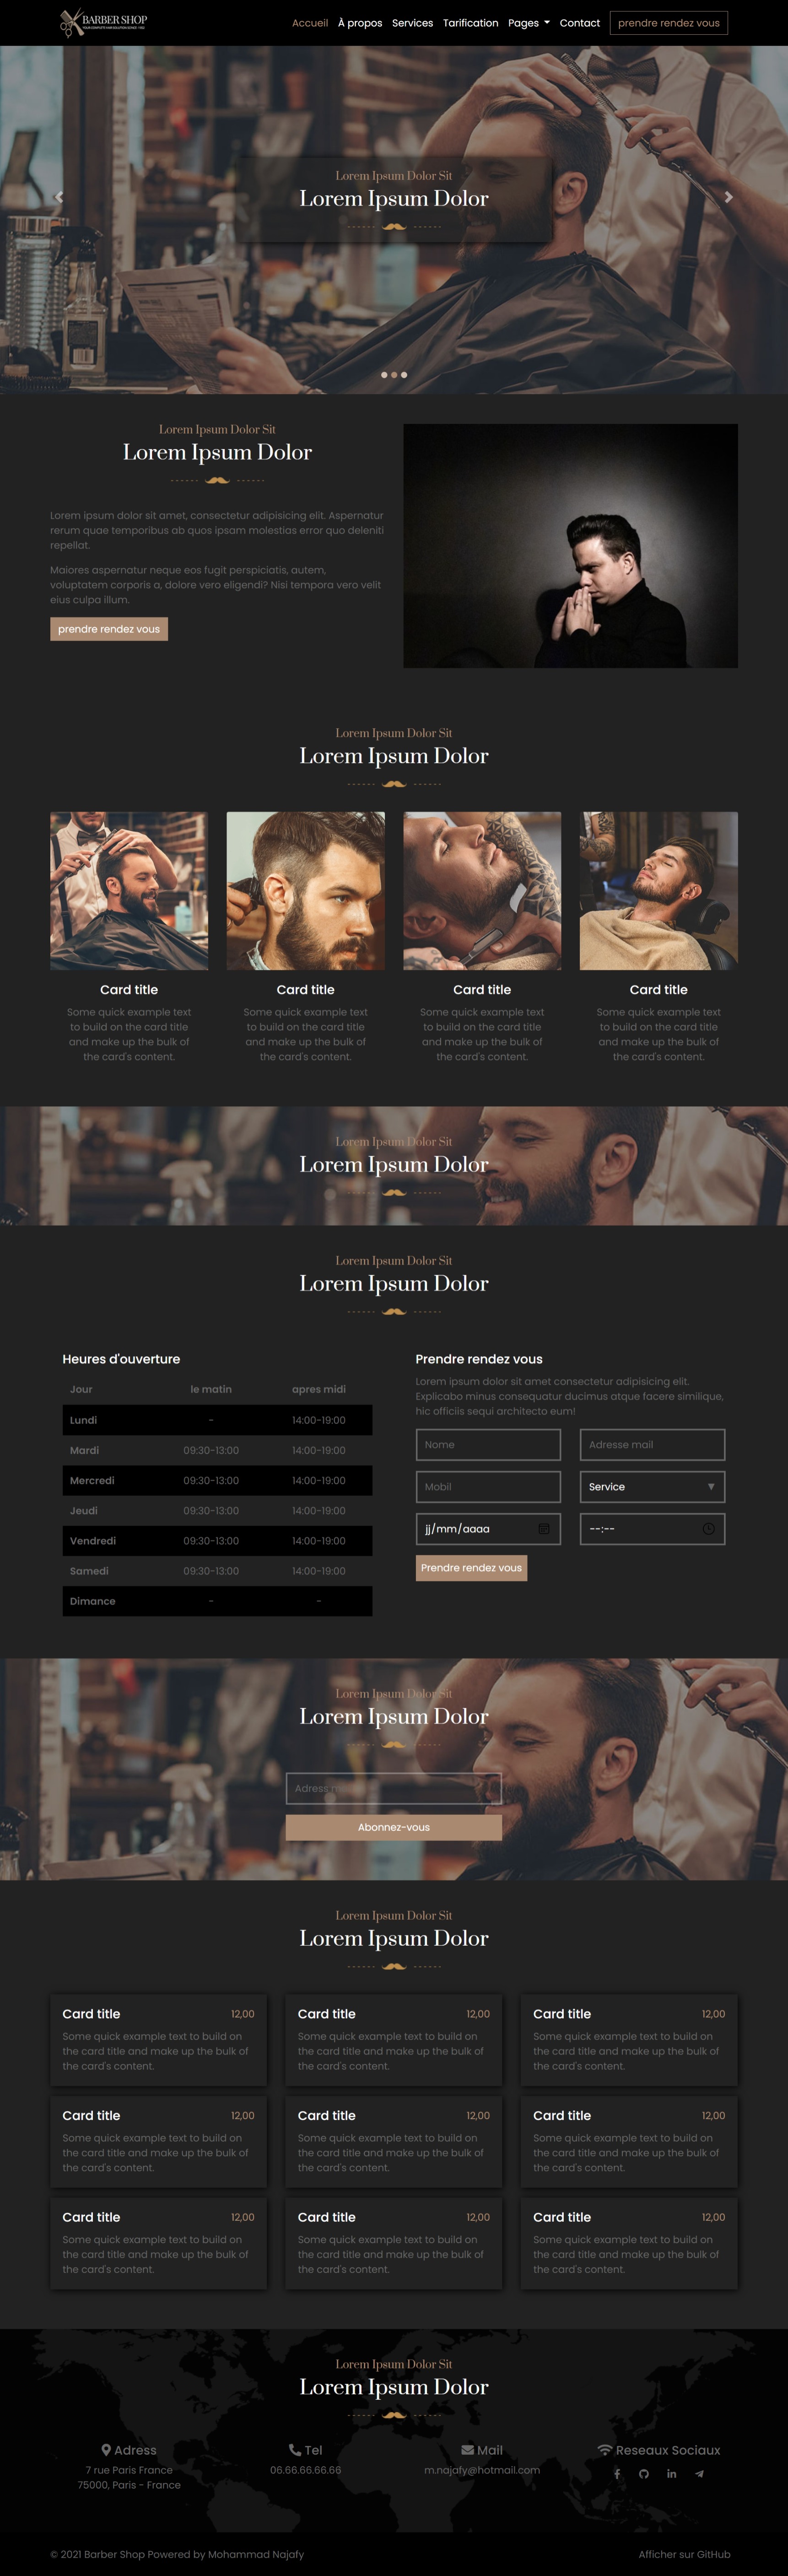 BARBER SHOP
Accueil À propos Services Tarification Pages Contact prendre rendez vous
Lorem Ipsum Dolor Sit
Lorem Ipsum Dolor
Lorem Ipsum Dolor Sit
Lorem Ipsum Dolor
Lorem ipsum dolor sit amet, consectetur adipisicing elit. Aspernatur
rerum quae temporibus ab quos ipsam molestias error quo deleniti
repellat.
Maiores aspernatur neque eos fugit perspiciatis, autem,
voluptatem corporis a, dolore vero eligendi? Nisi tempora vero velit
eius culpa illum.
prendre rendez vous
Lorem Ipsum Dolor Sit
Lorem Ipsum Dolor
Card title
Some quick example text
to build on the card title
and make up the bulk of
the card's content.
Card title
Some quick example text
to build on the card title
and make up the bulk of
the card's content.
Card title
Some quick example text
to build on the card title
and make up the bulk of
the card's content.
Card title
Some quick example text
to build on the card title
and make up the bulk of
the card's content.
Lorem Ipsum Dolor Sit
Lorem Ipsum Dolor
Lorem Ipsum Dolor Sit
Lorem Ipsum Dolor
Heures d'ouverture
Jour le matin apres midi
Lundi - 14:00-19:00
Mardi 09:30-13:00 14:00-19:00
Mercredi 09:30-13:00 14:00-19:00
Jeudi 09:30-13:00 14:00-19:00
Vendredi 09:30-13:00 14:00-19:00
Samedi 09:30-13:00 14:00-19:00
Dimance - -
Prendre rendez vous
Lorem ipsum dolor sit amet consectetur adipisicing elit.
Explicabo minus consequatur ducimus atque facere similique,
hic officiis sequi architecto eum!
Nome Adresse mail
Mobil Service
jj/mm/aaaa --:--
Prendre rendez vous
Lorem Ipsum Dolor Sit
Lorem Ipsum Dolor
Adress mail
Abonnez-vous
Lorem Ipsum Dolor Sit
Lorem Ipsum Dolor
Card title 12,00
Some quick example text to build on
the card title and make up the bulk of
the card's content.
Card title 12,00
Some quick example text to build on
the card title and make up the bulk of
the card's content.
Card title 12,00
Some quick example text to build on
the card title and make up the bulk of
the card's content.
Card title 12,00
Some quick example text to build on
the card title and make up the bulk of
the card's content.
Card title 12,00
Some quick example text to build on
the card title and make up the bulk of
the card's content.
Card title 12,00
Some quick example text to build on
the card title and make up the bulk of
the card's content.
Card title 12,00
Some quick example text to build on
the card title and make up the bulk of
the card's content.
Card title 12,00
Some quick example text to build on
the card title and make up the bulk of
the card's content.
Card title 12,00
Some quick example text to build on
the card title and make up the bulk of
the card's content.
Lorem Ipsum Dolor Sit
Lorem Ipsum Dolor
Adress
7 rue Paris France
75000, Paris - France
Tel
06.66.66.66.66
Mail
m.najafy@hotmail.com
Reseaux Sociaux
© 2021 Barber Shop Powered by Mohammad Najafy
Afficher sur GitHub